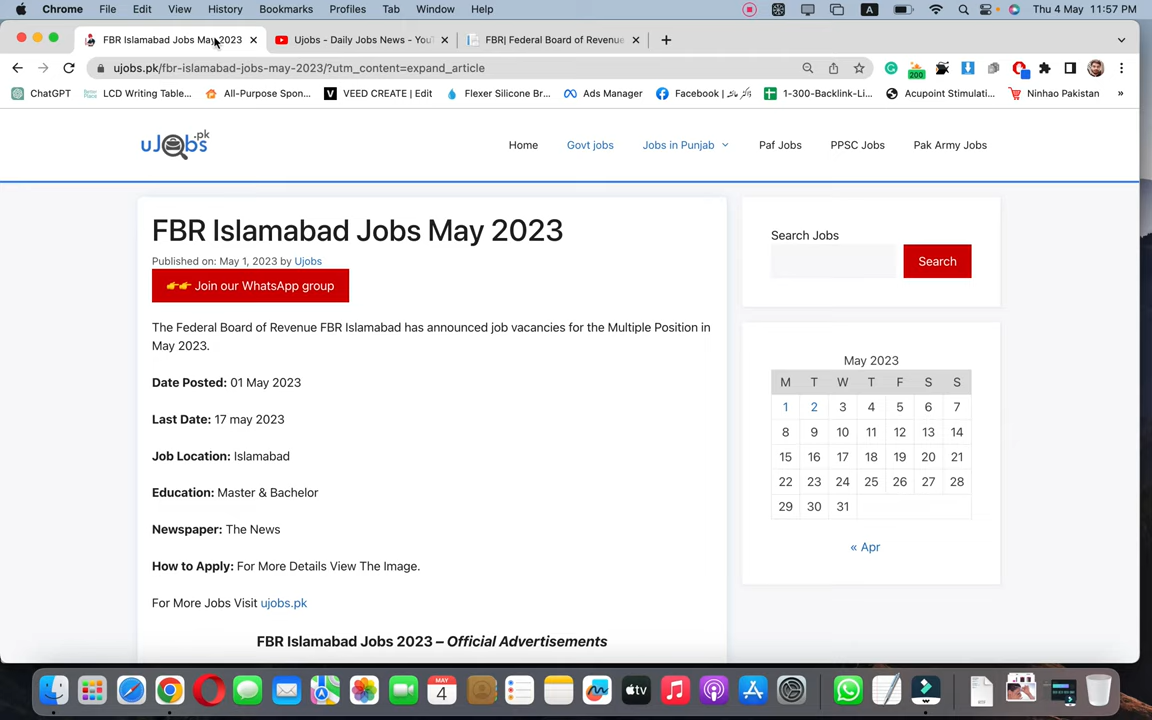 Chrome File Edit View History Bookmarks Profiles Tab Window Help A Thu 4 May 11:57 PM
FBR Islamabad Jobs May 2023 Ujobs - Daily Jobs News - You FBR| Federal Board of Revenue
ujobs.pk/fbr-islamabad-jobs-may-2023/?utm_content=expand_article 200
ChatGPT LCD Writing Table... All-Purpose Spon... VEED CREATE | Edit Flexer Silicone Br... Ads Manager Facebook | ڈاکٹر عائشہ... 1-300-Backlink-Li... Acupoint Stimulati... Ninhao Pakistan »
uJobs.pk
Home Govt jobs Jobs in Punjab Paf Jobs PPSC Jobs Pak Army Jobs
FBR Islamabad Jobs May 2023
Published on: May 1, 2023 by Ujobs
👉👉 Join our WhatsApp group
The Federal Board of Revenue FBR Islamabad has announced job vacancies for the Multiple Position in
May 2023.
Date Posted: 01 May 2023
Last Date: 17 may 2023
Job Location: Islamabad
Education: Master & Bachelor
Newspaper: The News
How to Apply: For More Details View The Image.
For More Jobs Visit ujobs.pk
FBR Islamabad Jobs 2023 – Official Advertisements
Search Jobs
Search
May 2023
M T W T F S S
1 2 3 4 5 6 7
8 9 10 11 12 13 14
15 16 17 18 19 20 21
22 23 24 25 26 27 28
29 30 31
« Apr
MAY
4
tv